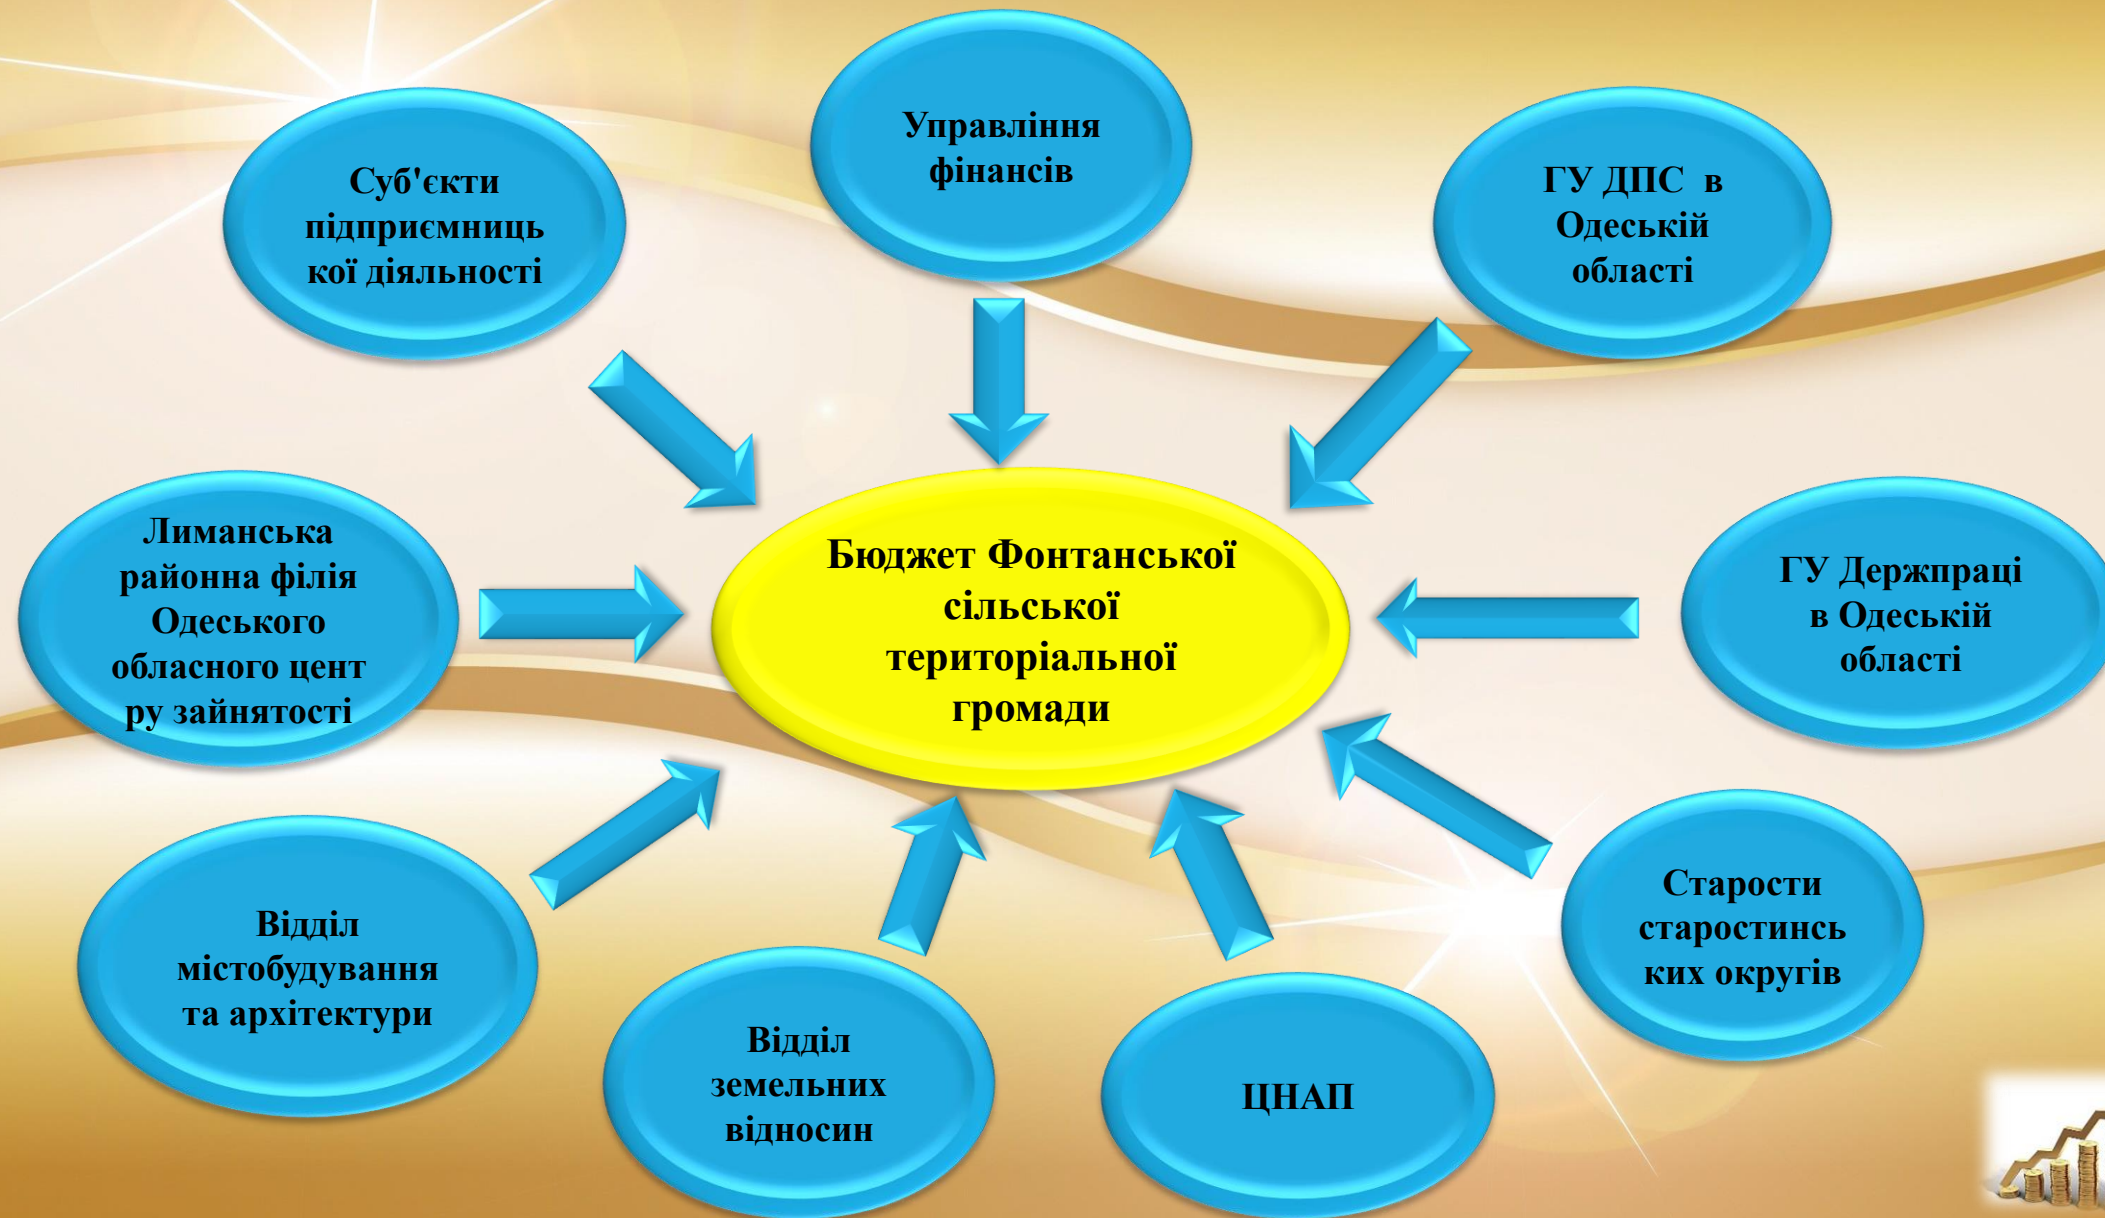 Управління
фінансів
Суб'єкти
підприємниць
кої діяльності
ГУ ДПС в
Одеській
області
Лиманська
районна філія
Одеського
обласного цент
ру зайнятості
Бюджет Фонтанської
сільської
територіальної
громади
ГУ Держпраці
в Одеській
області
Відділ
містобудування
та архітектури
Відділ
земельних
відносин
ЦНАП
Старости
старостинсь
ких округів